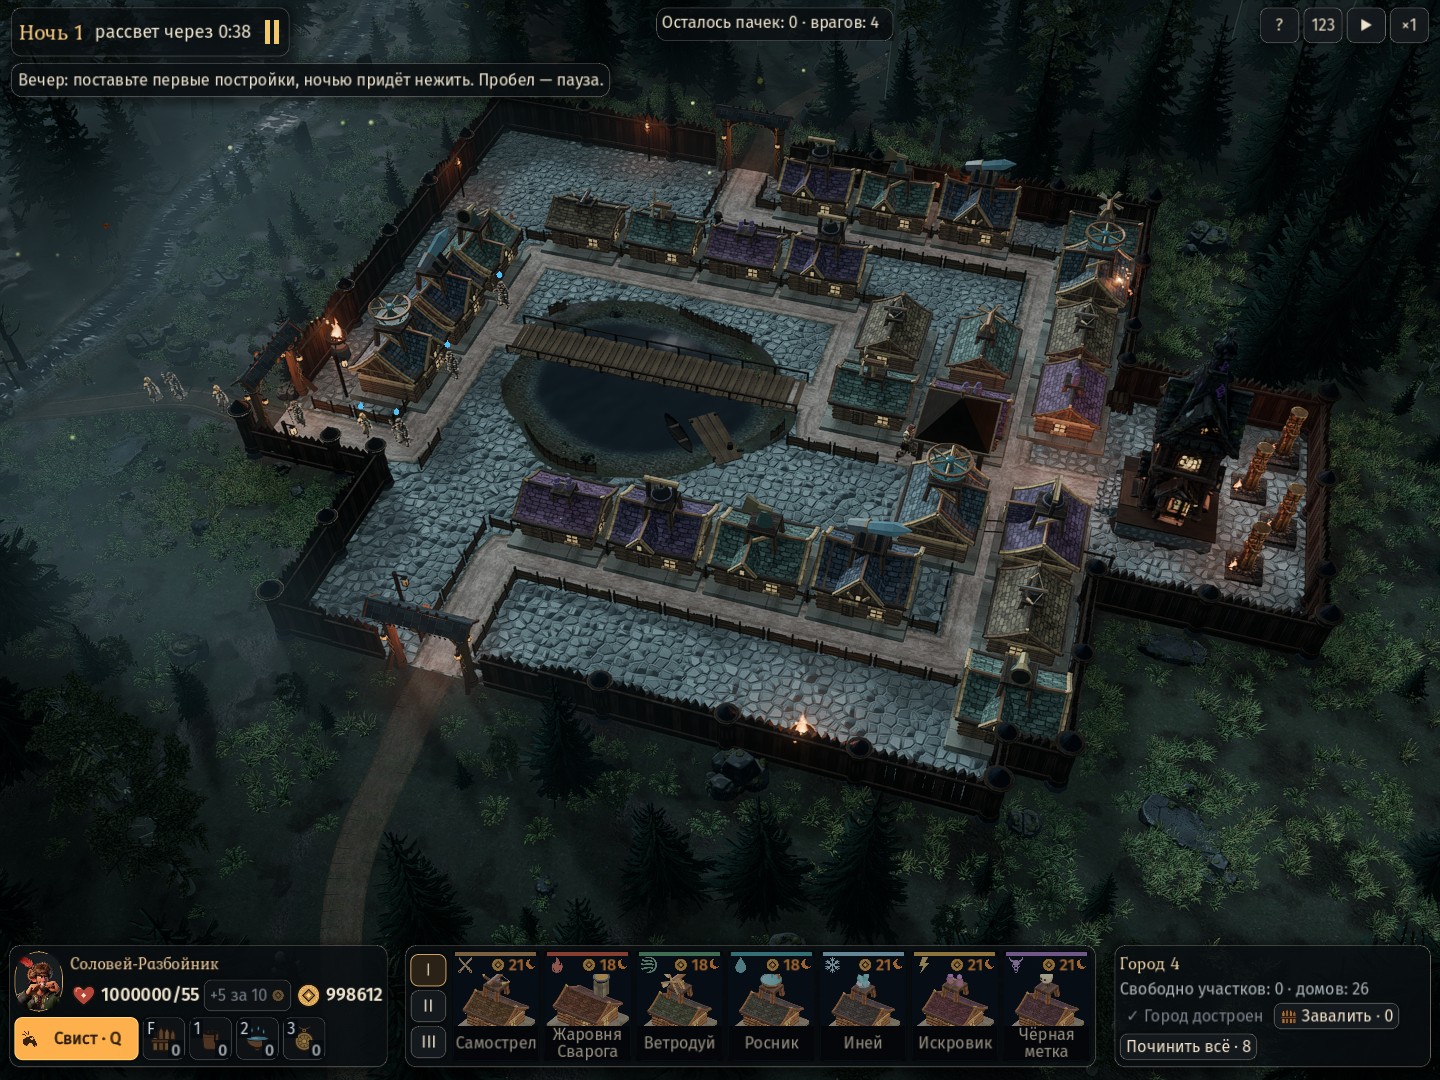 Ночь 1 рассвет через 0:38
Осталось пачек: 0 · врагов: 4
? 123 ×1
Вечер: поставьте первые постройки, ночью придёт нежить. Пробел — пауза.
Соловей-Разбойник
1000000/55 +5 за 10 998612
Свист · Q
F 0 1 0 2 0 3 0
I
II
III
21 18 18 18 21 21 21
Самострел
Жаровня Сварога
Ветродуй
Росник
Иней
Искровик
Чёрная метка
Город 4
Свободно участков: 0 · домов: 26
✓ Город достроен Завалить · 0
Починить всё · 8